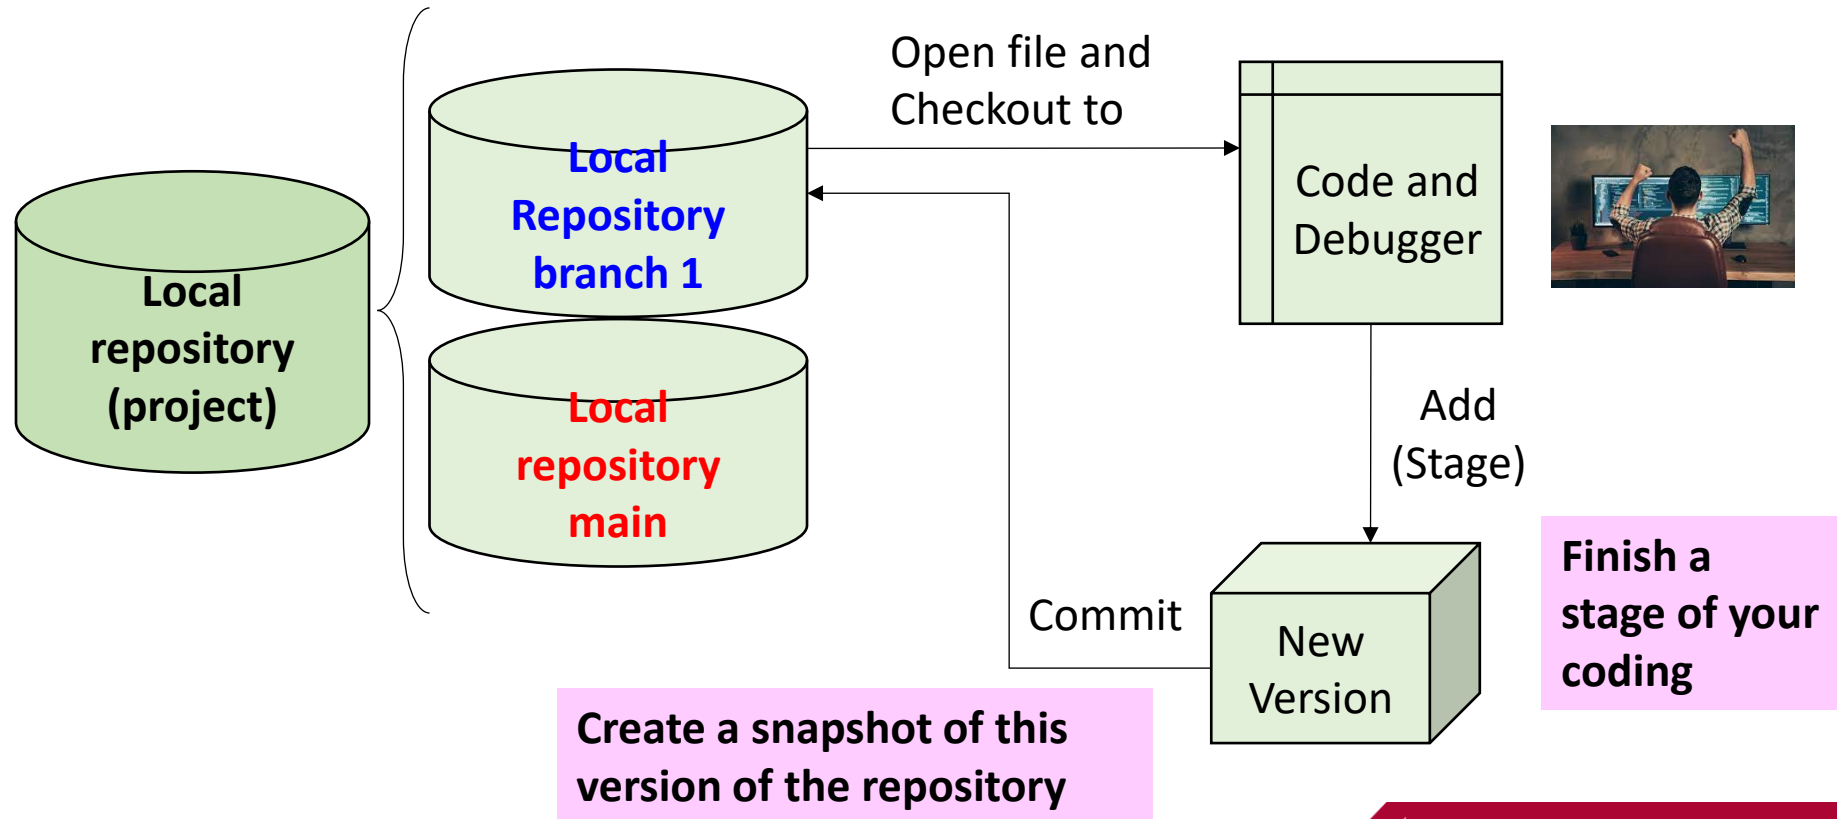 Local
repository
(project)
Local
Repository
branch 1
Local
repository
main
Open file and
Checkout to
Code and
Debugger
Add
(Stage)
Finish a
stage of your
coding
New
Version
Commit
Create a snapshot of this
version of the repository